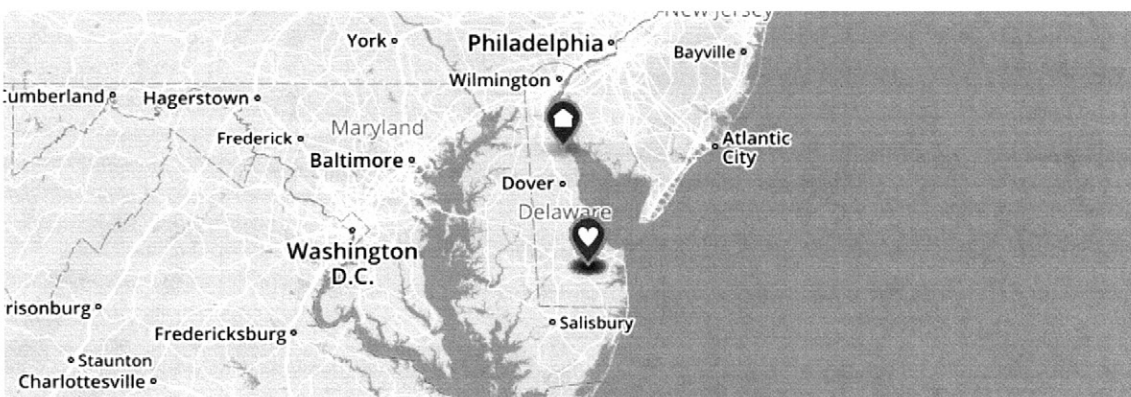 New Jersey
York
Philadelphia
Bayville
Wilmington
Cumberland
Hagerstown
Frederick
Maryland
Atlantic
City
Baltimore
Dover
Delaware
Washington
D.C.
rrisonburg
Fredericksburg
Salisbury
Staunton
Charlottesville